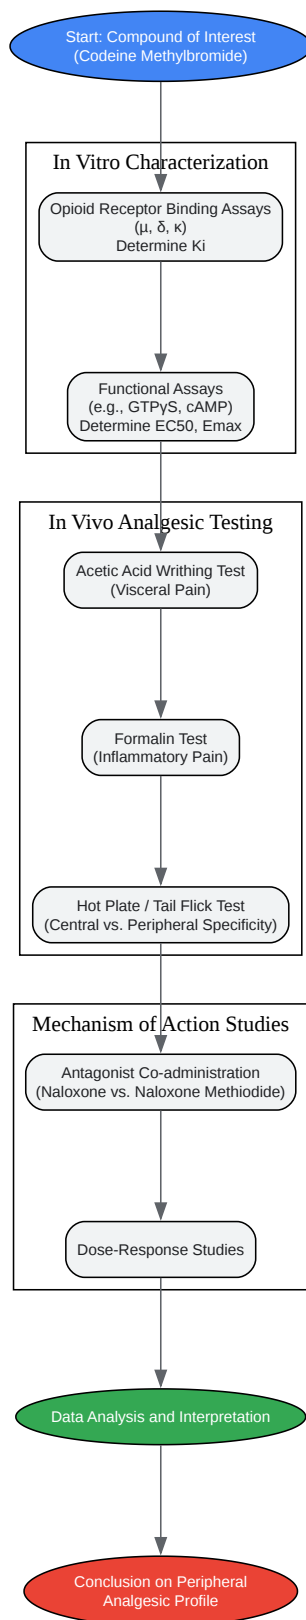 Start: Compound of Interest
(Codeine Methylbromide)
In Vitro Characterization
Opioid Receptor Binding Assays
(μ, δ, κ)
Determine Ki
Functional Assays
(e.g., GTPγS, cAMP)
Determine EC50, Emax
In Vivo Analgesic Testing
Acetic Acid Writhing Test
(Visceral Pain)
Formalin Test
(Inflammatory Pain)
Hot Plate / Tail Flick Test
(Central vs. Peripheral Specificity)
Mechanism of Action Studies
Antagonist Co-administration
(Naloxone vs. Naloxone Methiodide)
Dose-Response Studies
Data Analysis and Interpretation
Conclusion on Peripheral
Analgesic Profile